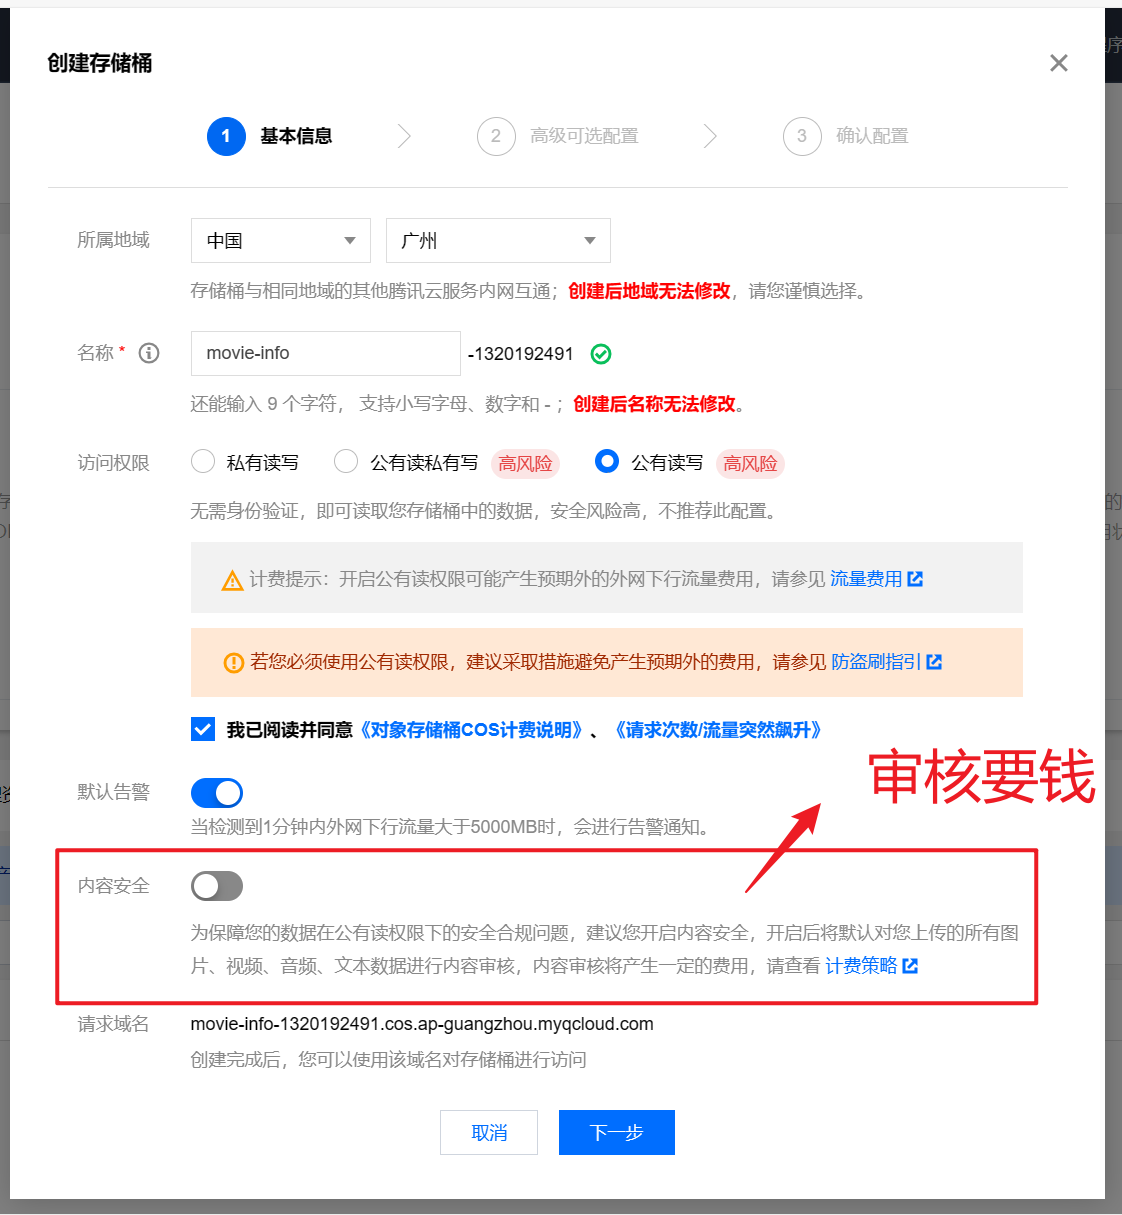 创建存储桶
1 基本信息 2 高级可选配置 3 确认配置
所属地域 中国 广州
存储桶与相同地域的其他腾讯云服务内网互通；创建后地域无法修改，请您谨慎选择。
名称 * movie-info -1320192491
还能输入 9 个字符， 支持小写字母、数字和 - ；创建后名称无法修改。
访问权限 私有读写 公有读私有写 高风险 公有读写 高风险
无需身份验证，即可读取您存储桶中的数据，安全风险高，不推荐此配置。
计费提示：开启公有读权限可能产生预期外的外网下行流量费用，请参见 流量费用
若您必须使用公有读权限，建议采取措施避免产生预期外的费用，请参见 防盗刷指引
我已阅读并同意《对象存储桶COS计费说明》、《请求次数/流量突然飙升》
审核要钱
默认告警
当检测到1分钟内外网下行流量大于5000MB时，会进行告警通知。
内容安全
为保障您的数据在公有读权限下的安全合规问题，建议您开启内容安全，开启后将默认对您上传的所有图
片、视频、音频、文本数据进行内容审核，内容审核将产生一定的费用，请查看 计费策略
请求域名 movie-info-1320192491.cos.ap-guangzhou.myqcloud.com
创建完成后，您可以使用该域名对存储桶进行访问
取消 下一步